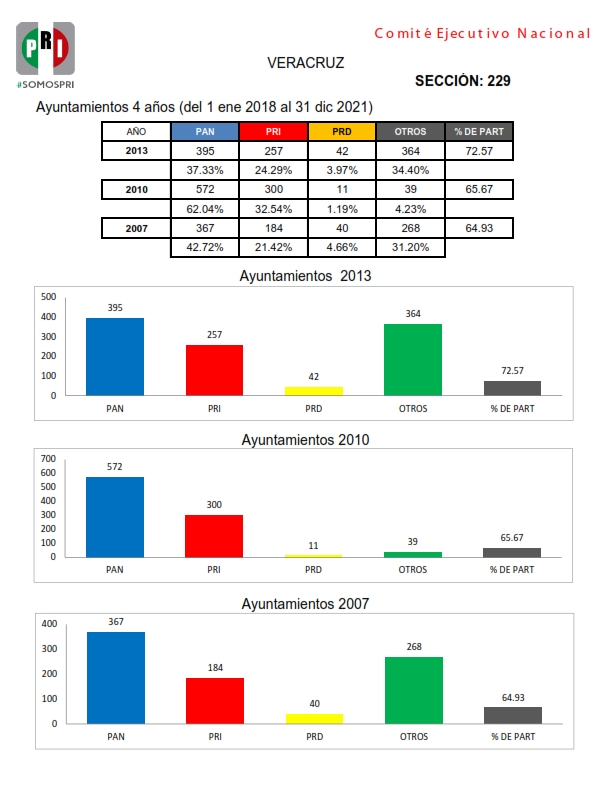 Comité Ejecutivo Nacional
PRI
#SOMOSPRI
VERACRUZ
SECCIÓN: 229
Ayuntamientos 4 años (del 1 ene 2018 al 31 dic 2021)
AÑO PAN PRI PRD OTROS % DE PART
2013 395 257 42 364 72.57
37.33% 24.29% 3.97% 34.40%
2010 572 300 11 39 65.67
62.04% 32.54% 1.19% 4.23%
2007 367 184 40 268 64.93
42.72% 21.42% 4.66% 31.20%
Ayuntamientos 2013
500
400
300
200
100
0
395 257 42 364 72.57
PAN PRI PRD OTROS % DE PART
Ayuntamientos 2010
700
600
500
400
300
200
100
0
572 300 11 39 65.67
PAN PRI PRD OTROS % DE PART
Ayuntamientos 2007
400
300
200
100
0
367 184 40 268 64.93
PAN PRI PRD OTROS % DE PART